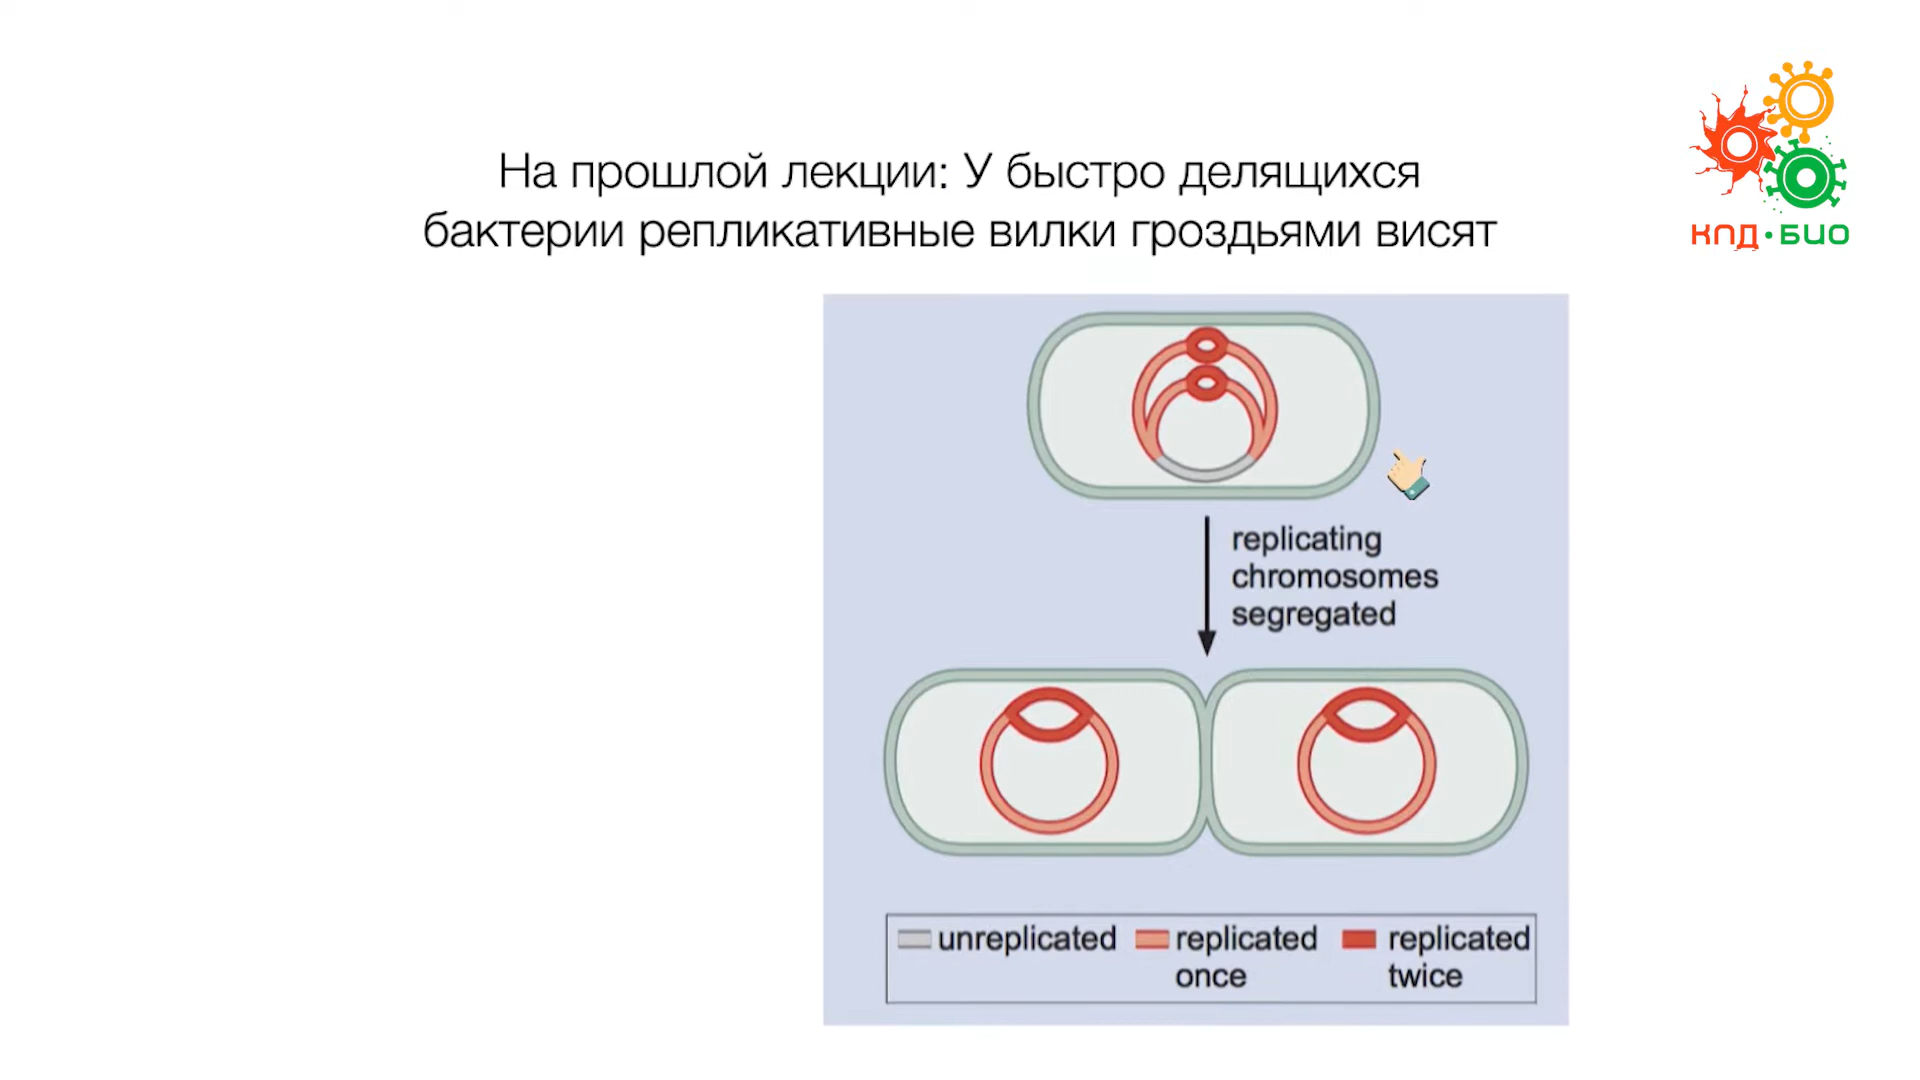 На прошлой лекции: У быстро делящихся
бактерии репликативные вилки гроздьями висят
КПД•БИО
replicating
chromosomes
segregated
unreplicated
replicated
once
replicated
twice